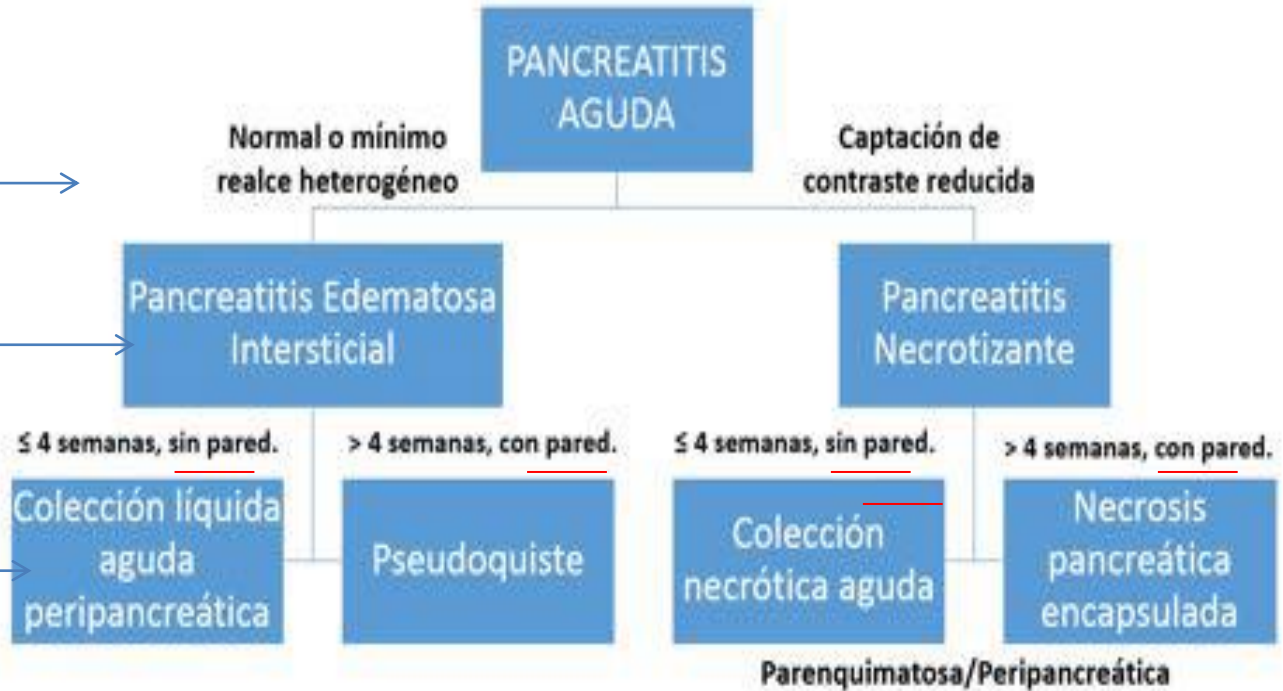 PANCREATITIS
AGUDA
Normal o mínimo
realce heterogéneo
Captación de
contraste reducida
Pancreatitis Edematosa
Intersticial
Pancreatitis
Necrotizante
≤ 4 semanas, sin pared.
> 4 semanas, con pared.
≤ 4 semanas, sin pared.
> 4 semanas, con pared.
Colección líquida
aguda
peripancreática
Pseudoquiste
Colección
necrótica aguda
Necrosis
pancreática
encapsulada
Parenquimatosa/Peripancreática